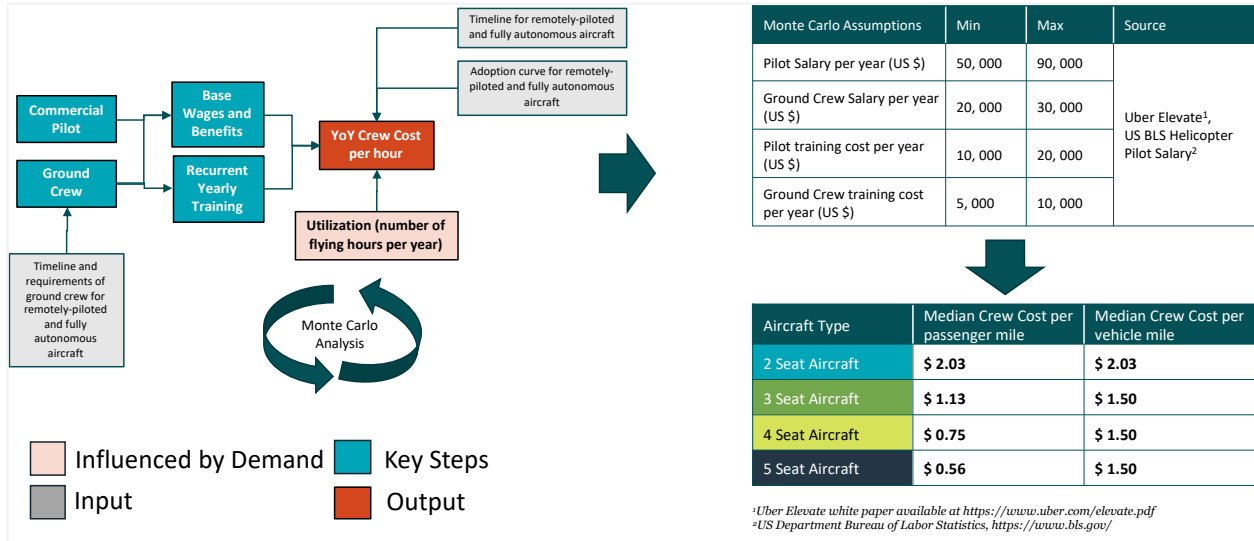 Timeline for remotely-piloted
and fully autonomous
aircraft
Adoption curve for remotely-
piloted and fully autonomous
aircraft
Commercial
Pilot
Base
Wages and
Benefits
YoY Crew Cost
per hour
Ground
Crew
Recurrent
Yearly
Training
Utilization (number of
flying hours per year)
Timeline and
requirements of
ground crew for
remotely-piloted
and fully
autonomous
aircraft
Monte Carlo
Analysis
Influenced by Demand
Key Steps
Input
Output
Monte Carlo Assumptions Min Max Source
Pilot Salary per year (US $) 50, 000 90, 000
Ground Crew Salary per year
(US $) 20, 000 30, 000
Pilot training cost per year
(US $) 10, 000 20, 000
Ground Crew training cost
per year (US $) 5, 000 10, 000
Uber Elevate¹,
US BLS Helicopter
Pilot Salary²
Aircraft Type Median Crew Cost per
passenger mile Median Crew Cost per
vehicle mile
2 Seat Aircraft $ 2.03 $ 2.03
3 Seat Aircraft $ 1.13 $ 1.50
4 Seat Aircraft $ 0.75 $ 1.50
5 Seat Aircraft $ 0.56 $ 1.50
¹Uber Elevate white paper available at https://www.uber.com/elevate.pdf
²US Department Bureau of Labor Statistics, https://www.bls.gov/